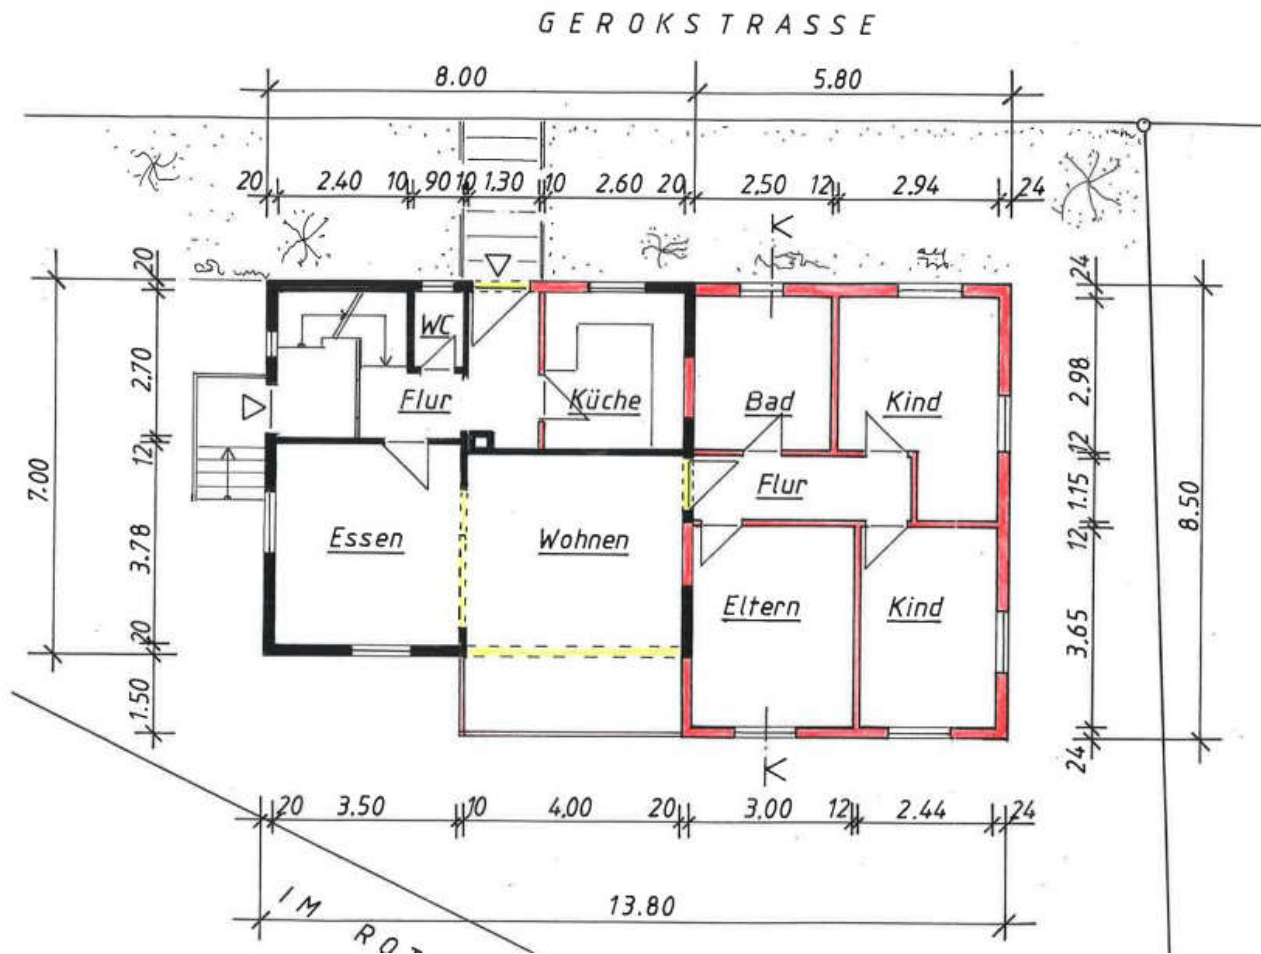 GEROKSTRASSE
8.00 5.80
20 2.40 10 90 10 1.30 10 2.60 20 2.50 12 2.94 24
K
20 2.70 12 3.78 20 1.50
7.00
WC
Flur Küche Bad Kind
Flur
Essen Wohnen
Eltern Kind
24 2.98 12 1.15 12 3.65 24
8.50
K
20 3.50 10 4.00 20 3.00 12 2.44 24
13.80
IM